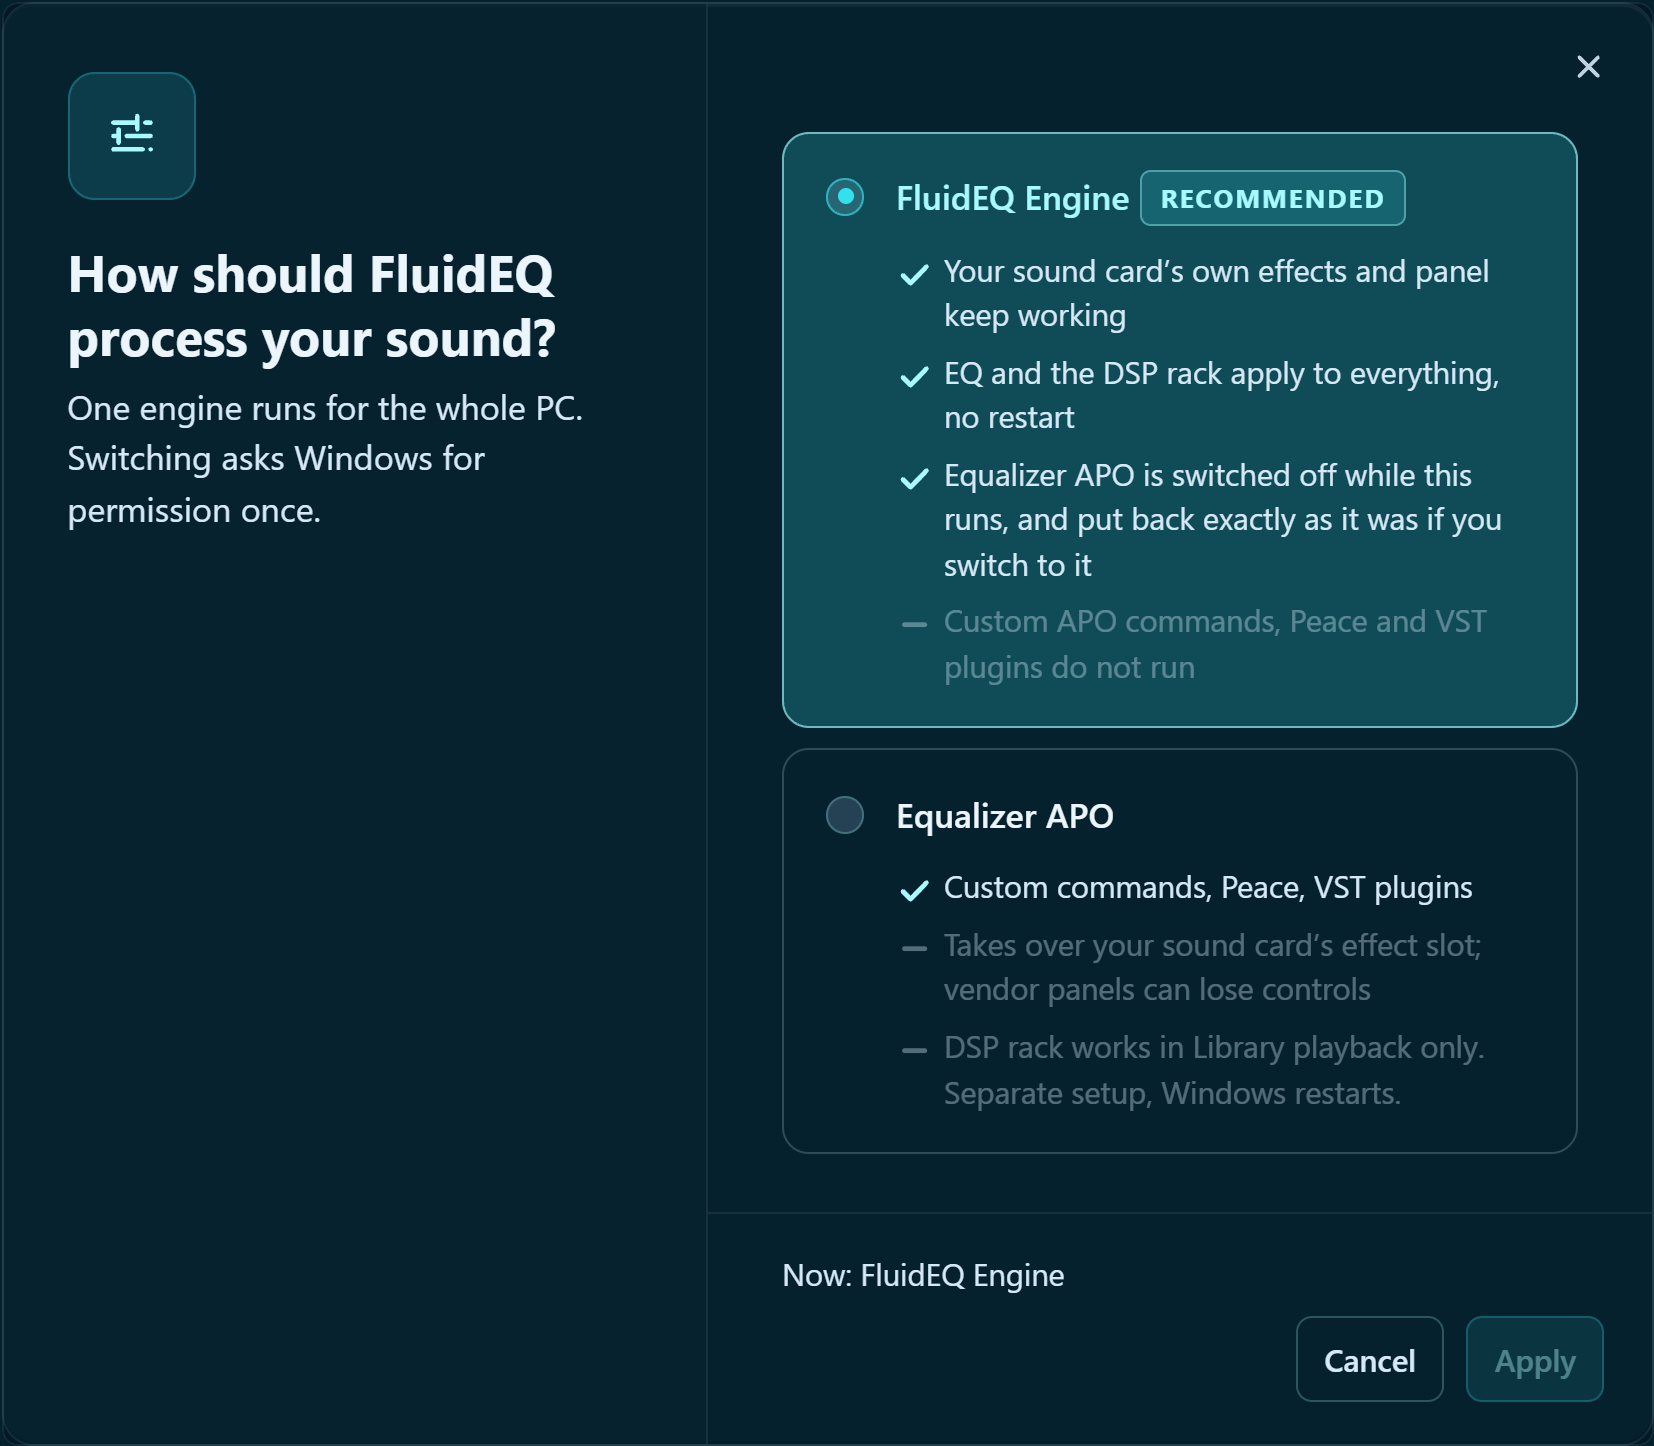 How should FluidEQ
process your sound?
One engine runs for the whole PC.
Switching asks Windows for
permission once.
FluidEQ Engine RECOMMENDED
Your sound card’s own effects and panel
keep working
EQ and the DSP rack apply to everything,
no restart
Equalizer APO is switched off while this
runs, and put back exactly as it was if you
switch to it
Custom APO commands, Peace and VST
plugins do not run
Equalizer APO
Custom commands, Peace, VST plugins
Takes over your sound card’s effect slot;
vendor panels can lose controls
DSP rack works in Library playback only.
Separate setup, Windows restarts.
Now: FluidEQ Engine
Cancel Apply